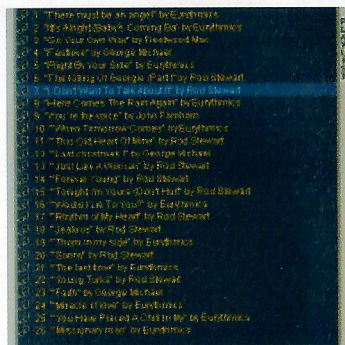 1 "There must be an angel" by Eurythmics
2 "It's Alright (Baby's Coming Ba" by Eurythmics
3 "Go Your Own Way" by Fleetwood Mac
4 "Fastlove" by George Michael
5 "Right By Your Side" by Eurythmics
6 "The Killing Of Georgie (Part I" by Rod Stewart
7 "I Don't Want To Talk About It" by Rod Stewart
8 "Here Comes The Rain Again" by Eurythmics
9 "You're the voice" by John Farnham
10 "When Tomorrow Comes" by Eurythmics
11 "This Old Heart Of Mine" by Rod Stewart
12 "Last christmas !" by George Michael
13 "Just Like A Woman" by Rod Stewart
14 "Forever Young" by Rod Stewart
15 "Tonight I'm Yours (Don't Hurt" by Rod Stewart
16 "Would I Lie To You?" by Eurythmics
17 "Rhythm of My Heart" by Rod Stewart
18 "Jealous" by Rod Stewart
19 "Thorn in my side" by Eurythmics
20 by Rod Stewart
21 "The last time" by Eurythmics
22 "Young Turks" by Rod Stewart
23 "Faith" by George Michael
24 "Miracle of love" by Eurythmics
25 "You Have Placed A Chill In My" by Eurythmics
26 "Missionary man" by Eurythmics